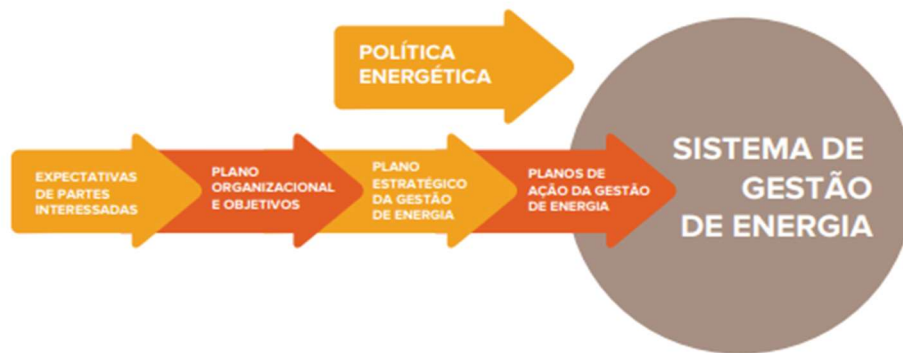 POLÍTICA
ENERGÉTICA
EXPECTATIVAS
DE PARTES
INTERESSADAS
PLANO
ORGANIZACIONAL
E OBJETIVOS
PLANO
ESTRATÉGICO
DA GESTÃO
DE ENERGIA
PLANOS DE
AÇÃO DA GESTÃO
DE ENERGIA
SISTEMA DE
GESTÃO
DE ENERGIA